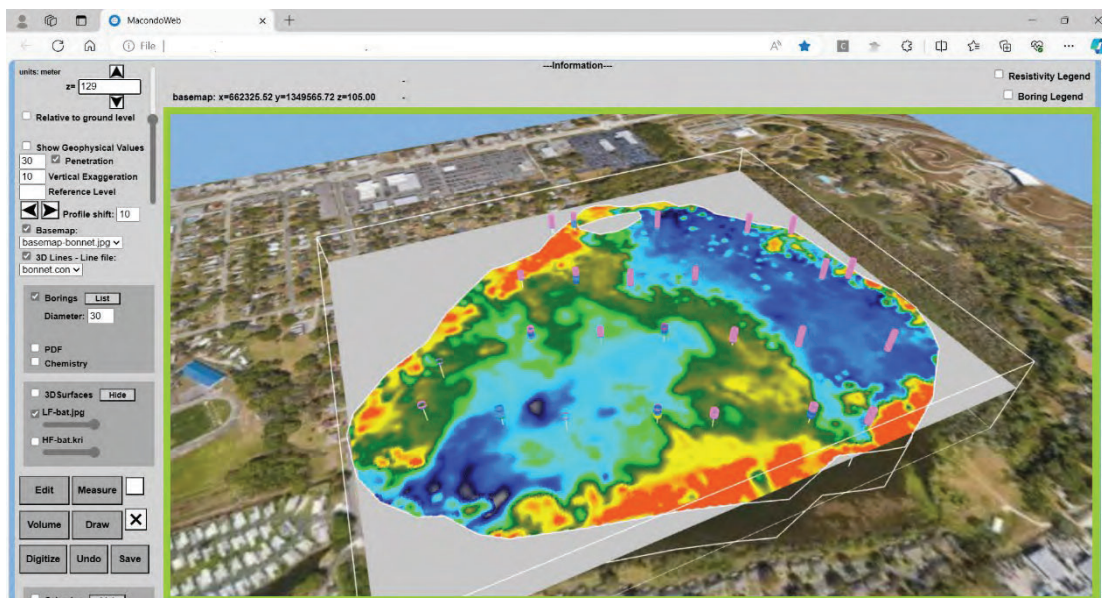 MacondoWeb
File
units: meter
z= 129
Relative to ground level
Show Geophysical Values
30 Penetration
10 Vertical Exaggeration
Reference Level
Profile shift: 10
Basemap:
basemap-bonnet.jpg
3D Lines - Line file:
bonnet.con
Borings List
Diameter: 30
PDF
Chemistry
3DSurfaces Hide
LF-bat.jpg
HF-bat.kri
Edit Measure
Volume Draw
Digitize Undo Save
---Information---
basemap: x=662325.52 y=1349565.72 z=105.00
Resistivity Legend
Boring Legend